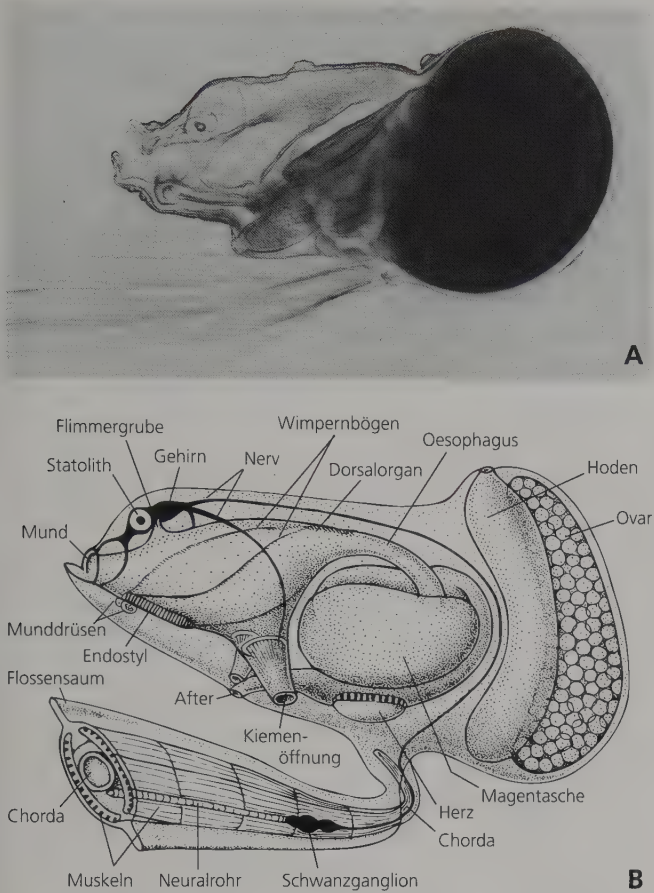 A
Flimmergrube
Wimpernbögen
Statolith
Gehirn
Nerv
Oesophagus
Dorsalorgan
Hoden
Ovar
Mund
Munddrüsen
Endostyl
Flossensaum
After
Kiemen-
öffnung
Magentasche
Herz
Chorda
Chorda
Muskeln
Neuralrohr
Schwanzganglion
B